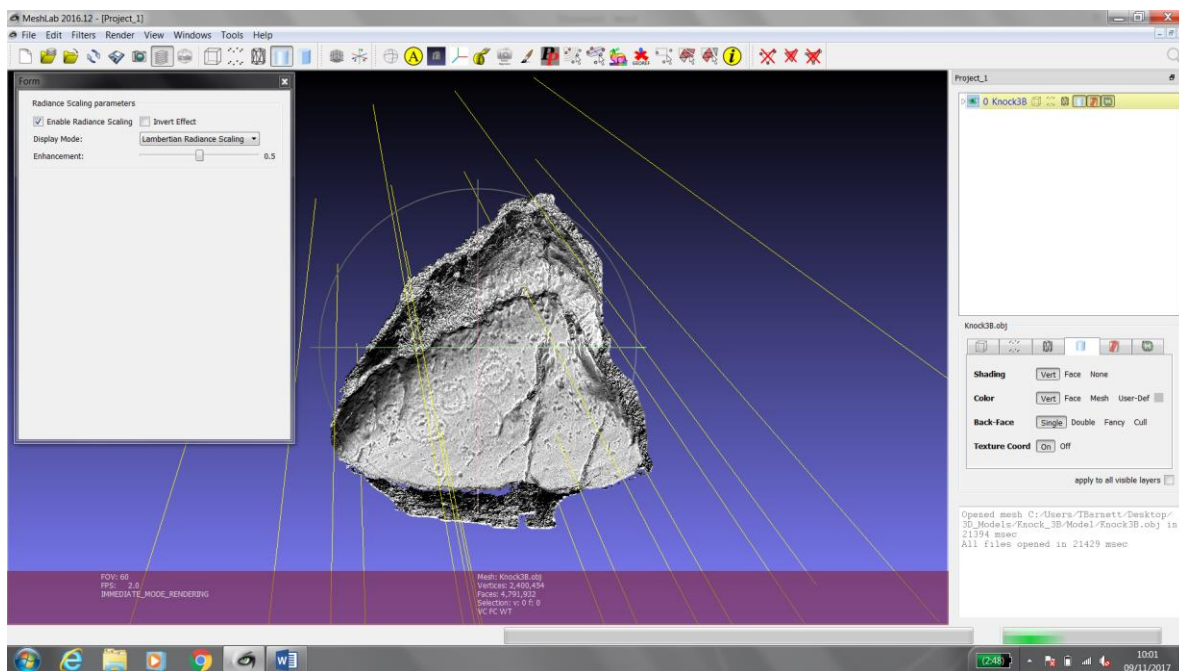 MeshLab 2016.12 - [Project_1]
File Edit Filters Render View Windows Tools Help
Form
Radiance Scaling parameters
Enable Radiance Scaling Invert Effect
Display Mode: Lambertian Radiance Scaling
Enhancement: 0.5
Project_1
0 Knock3B
Knock3B.obj
Shading Vert Face None
Color Vert Face Mesh User-Def
Back-Face Single Double Fancy Cull
Texture Coord On Off
apply to all visible layers
Opened mesh C:/Users/TBarnett/Desktop/
3D_Models/Knock_3B/Model/Knock3B.obj in
21394 msec
All files opened in 21429 msec
FOV: 60
FPS: 2.0
IMMEDIATE_MODE_RENDERING
Mesh: Knock3B.obj
Vertices: 2,400,454
Faces: 4,791,932
Selection: v: 0 f: 0
VC FC WT
(2:48)
10:01
09/11/2017